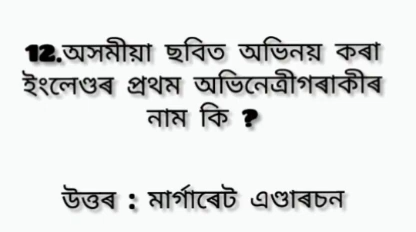 12.অসমীয়া ছবিত অভিনয় কৰা
ইংলেণ্ডৰ প্ৰথম অভিনেত্ৰীগৰাকীৰ
নাম কি ?
উত্তৰ : মাৰ্গাৰেট এণ্ডাৰচন